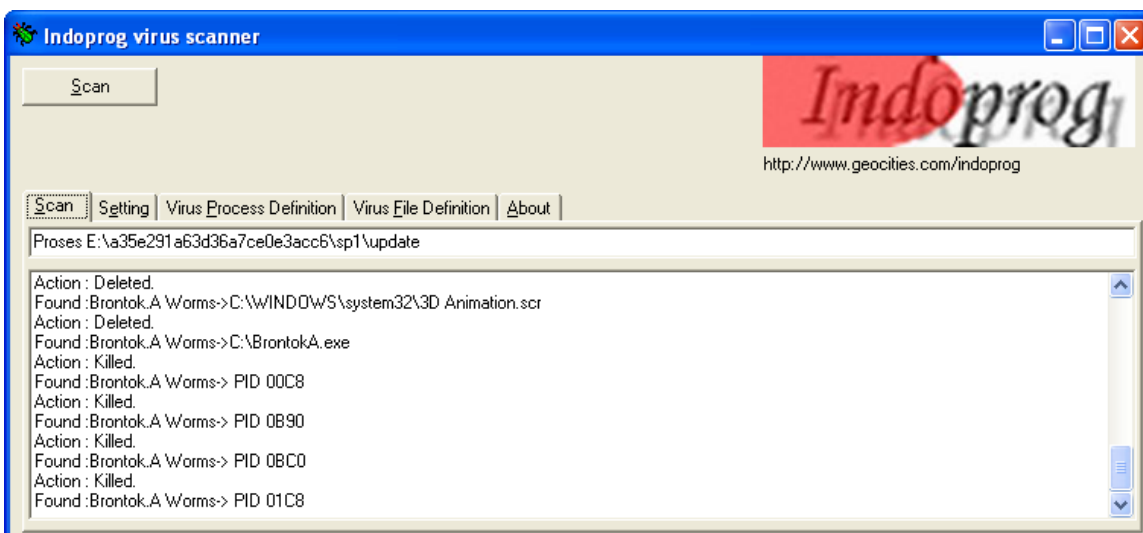 Indoprog virus scanner
Scan
Indoprog
http://www.geocities.com/indoprog
Scan Setting Virus Process Definition Virus File Definition About
Proses E:\a35e291a63d36a7ce0e3acc6\sp1\update
Action : Deleted.
Found :Brontok.A Worms->C:\WINDOWS\system32\3D Animation.scr
Action : Deleted.
Found :Brontok.A Worms->C:\BrontokA.exe
Action : Killed.
Found :Brontok.A Worms-> PID 00C8
Action : Killed.
Found :Brontok.A Worms-> PID 0B90
Action : Killed.
Found :Brontok.A Worms-> PID 0BC0
Action : Killed.
Found :Brontok.A Worms-> PID 01C8